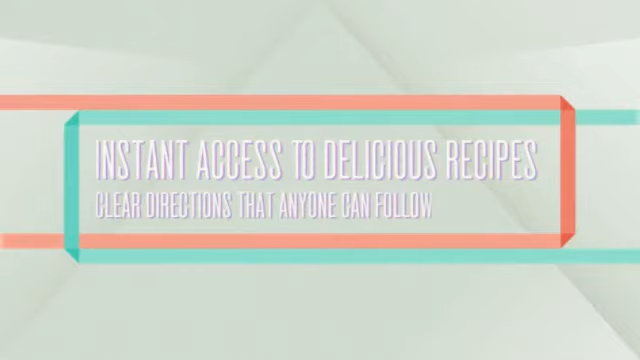 INSTANT ACCESS TO DELICIOUS RECIPES
CLEAR DIRECTIONS THAT ANYONE CAN FOLLOW